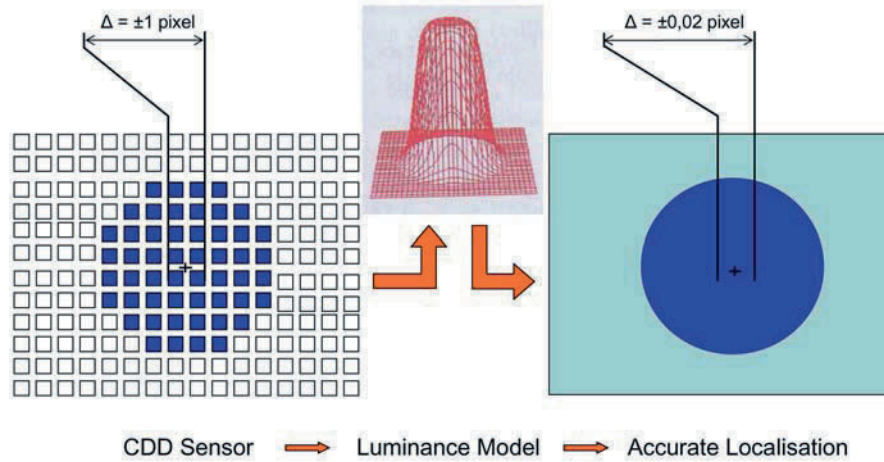 Δ = ±1 pixel
Δ = ±0,02 pixel
CDD Sensor
Luminance Model
Accurate Localisation